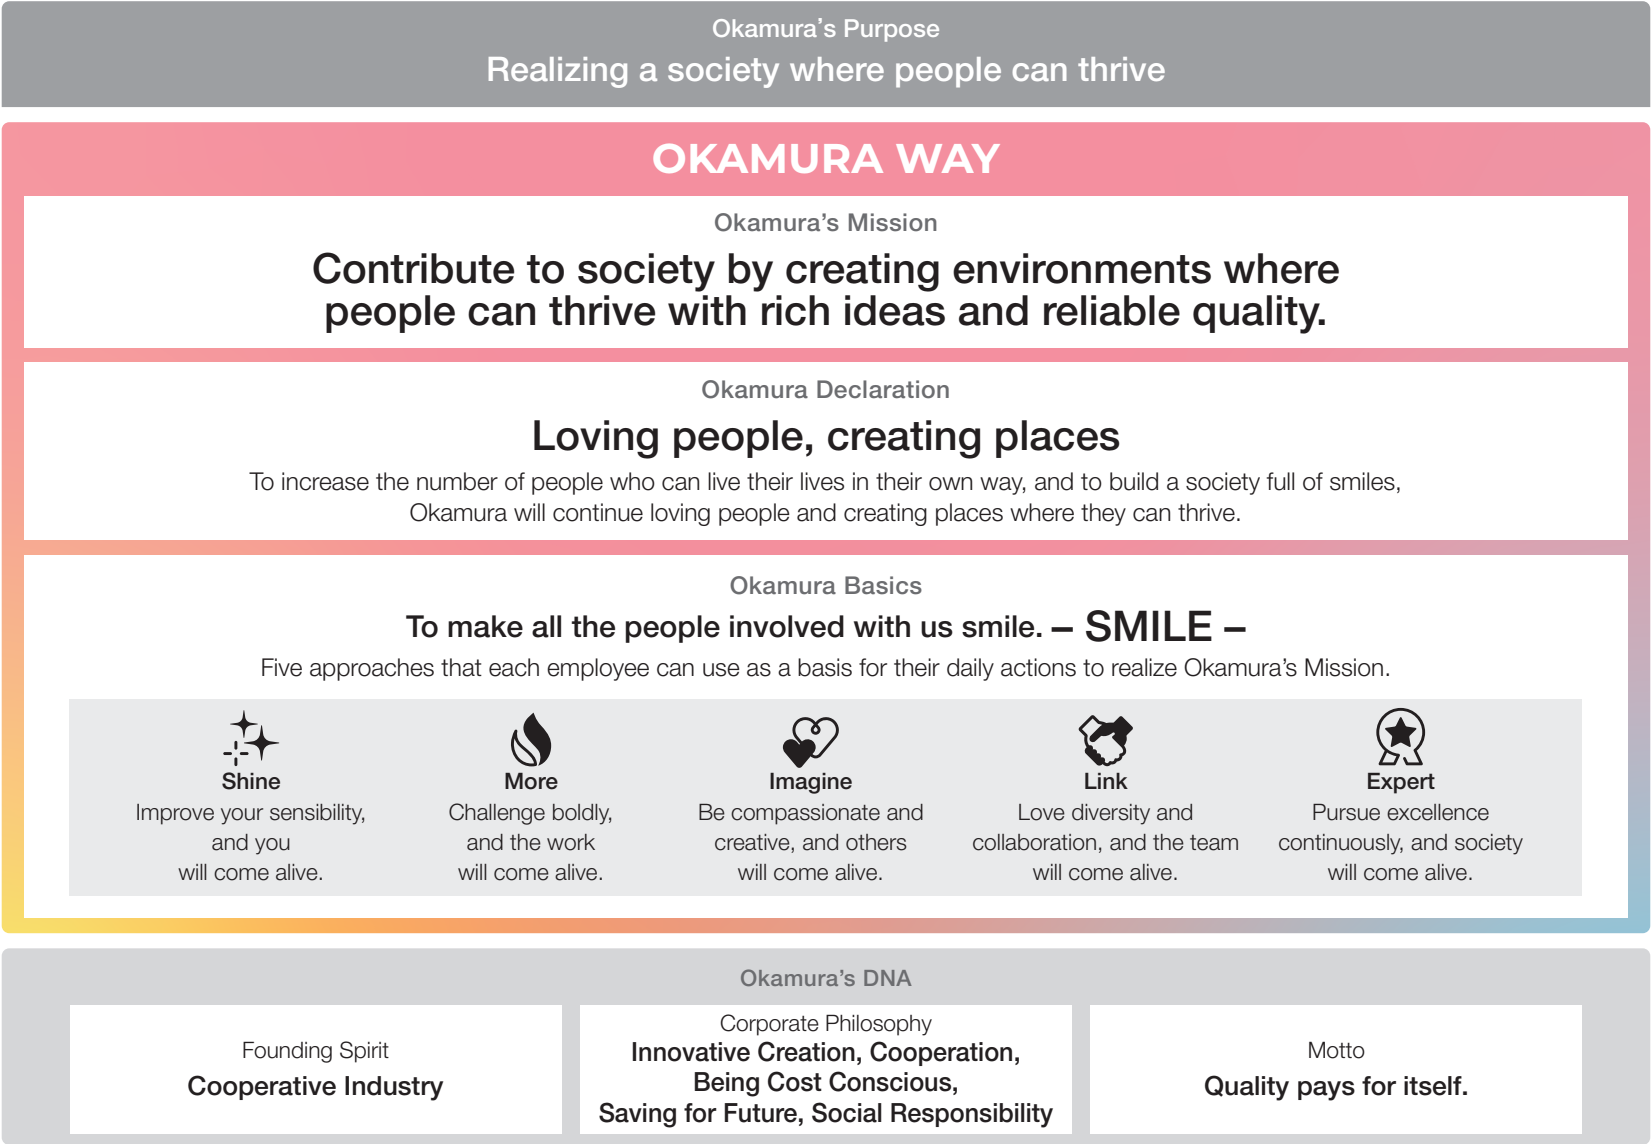 Okamura's Purpose
Realizing a society where people can thrive
OKAMURA WAY
Okamura's Mission
Contribute to society by creating environments where
people can thrive with rich ideas and reliable quality.
Okamura Declaration
Loving people, creating places
To increase the number of people who can live their lives in their own way, and to build a society full of smiles,
Okamura will continue loving people and creating places where they can thrive.
Okamura Basics
To make all the people involved with us smile. – SMILE –
Five approaches that each employee can use as a basis for their daily actions to realize Okamura's Mission.
Shine
Improve your sensibility,
and you
will come alive.
More
Challenge boldly,
and the work
will come alive.
Imagine
Be compassionate and
creative, and others
will come alive.
Link
Love diversity and
collaboration, and the team
will come alive.
Expert
Pursue excellence
continuously, and society
will come alive.
Okamura's DNA
Founding Spirit
Cooperative Industry
Corporate Philosophy
Innovative Creation, Cooperation,
Being Cost Conscious,
Saving for Future, Social Responsibility
Motto
Quality pays for itself.